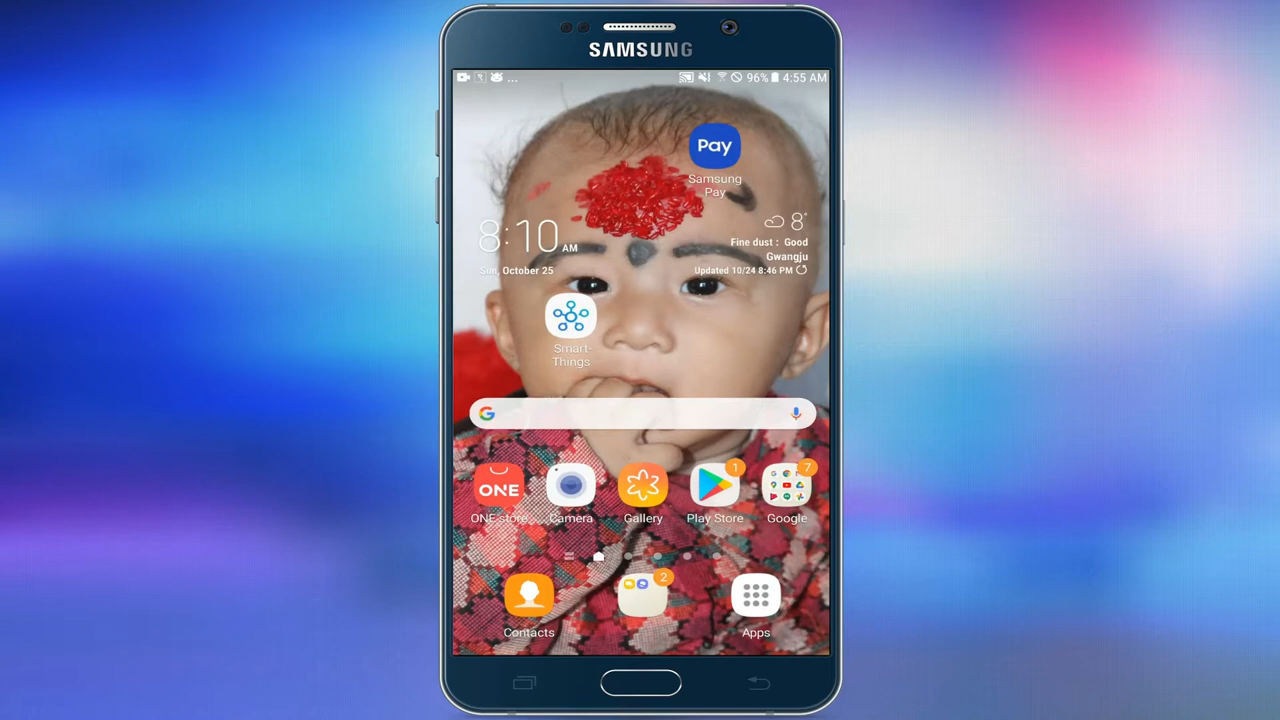 SAMSUNG
... 96% 4:55 AM
Pay
Samsung
Pay
8:10 AM
Sun, October 25
8°
Fine dust : Good
Gwangju
Updated 10/24 8:46 PM
Smart-
Things
G
ONE
1
7
ONE store
Camera
Gallery
Play Store
Google
2
Contacts
Apps